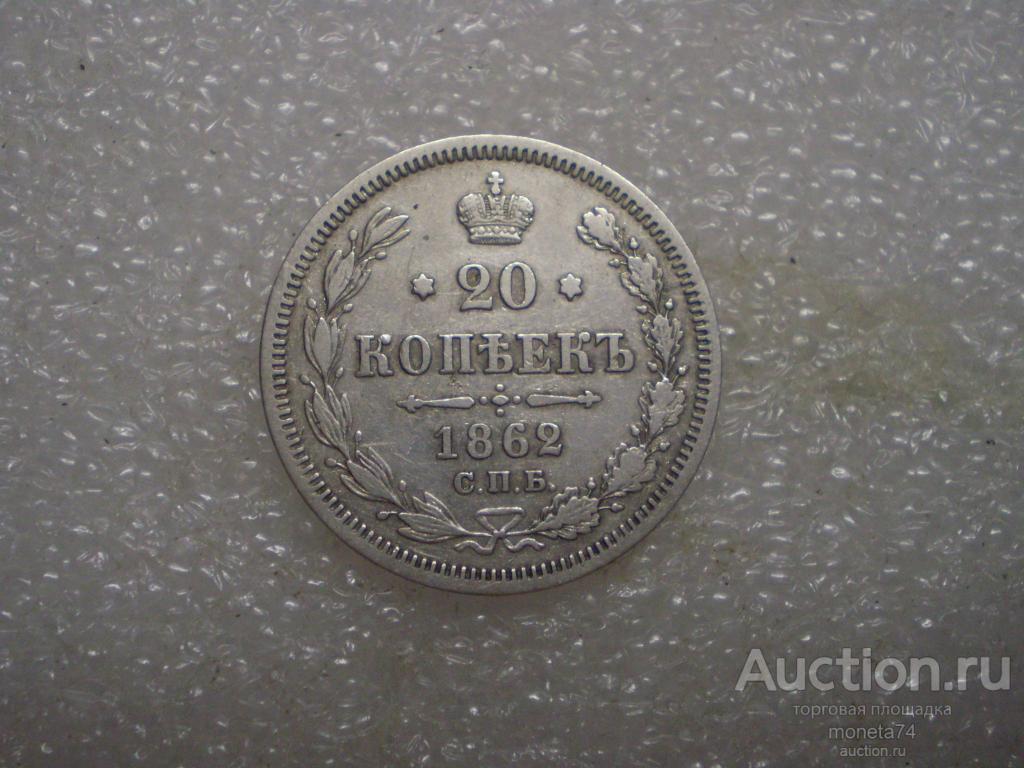 20
КОПѢЕКЪ
1862
С.П.Б.
Auction.ru
торговая площадка
moneta74
auction.ru